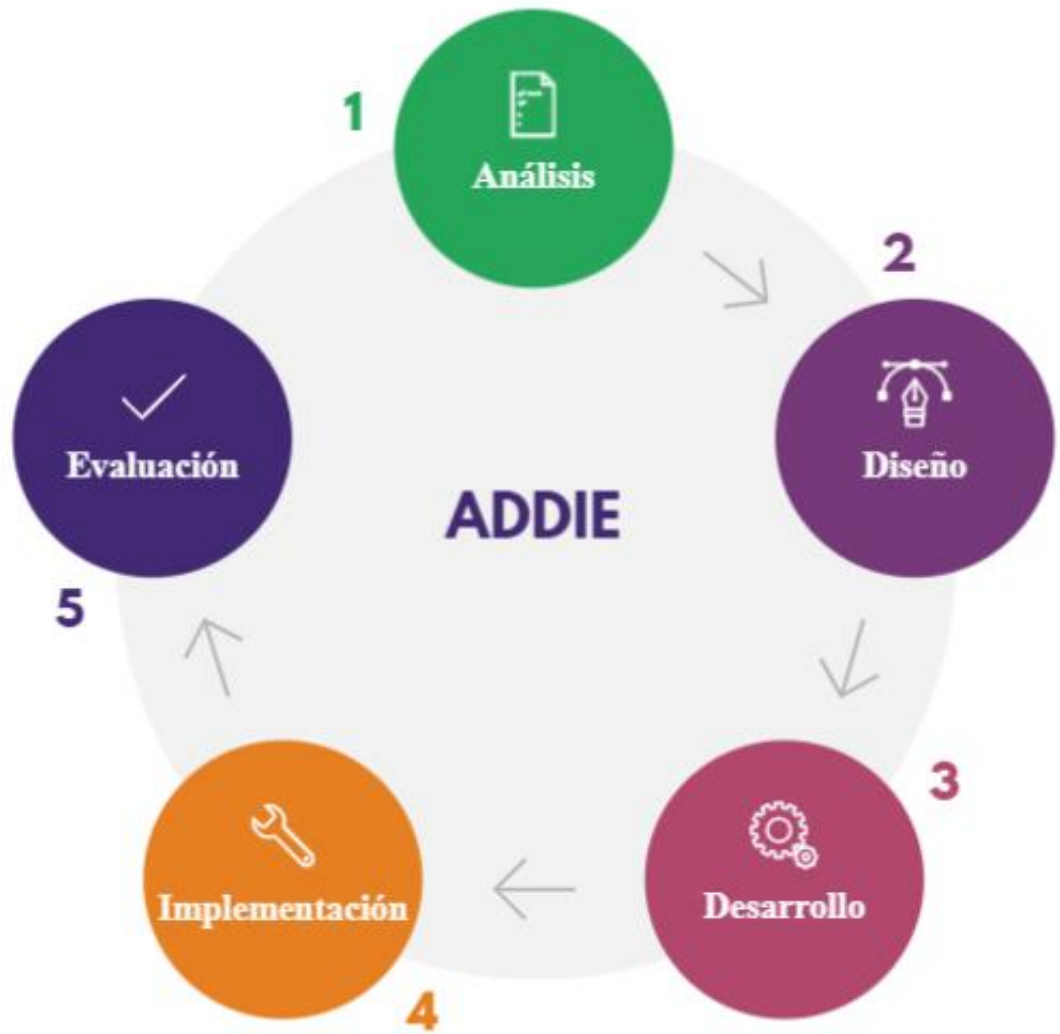 1
Análisis
2
Diseño
ADDIE
3
Desarrollo
4
Implementación
5
Evaluación